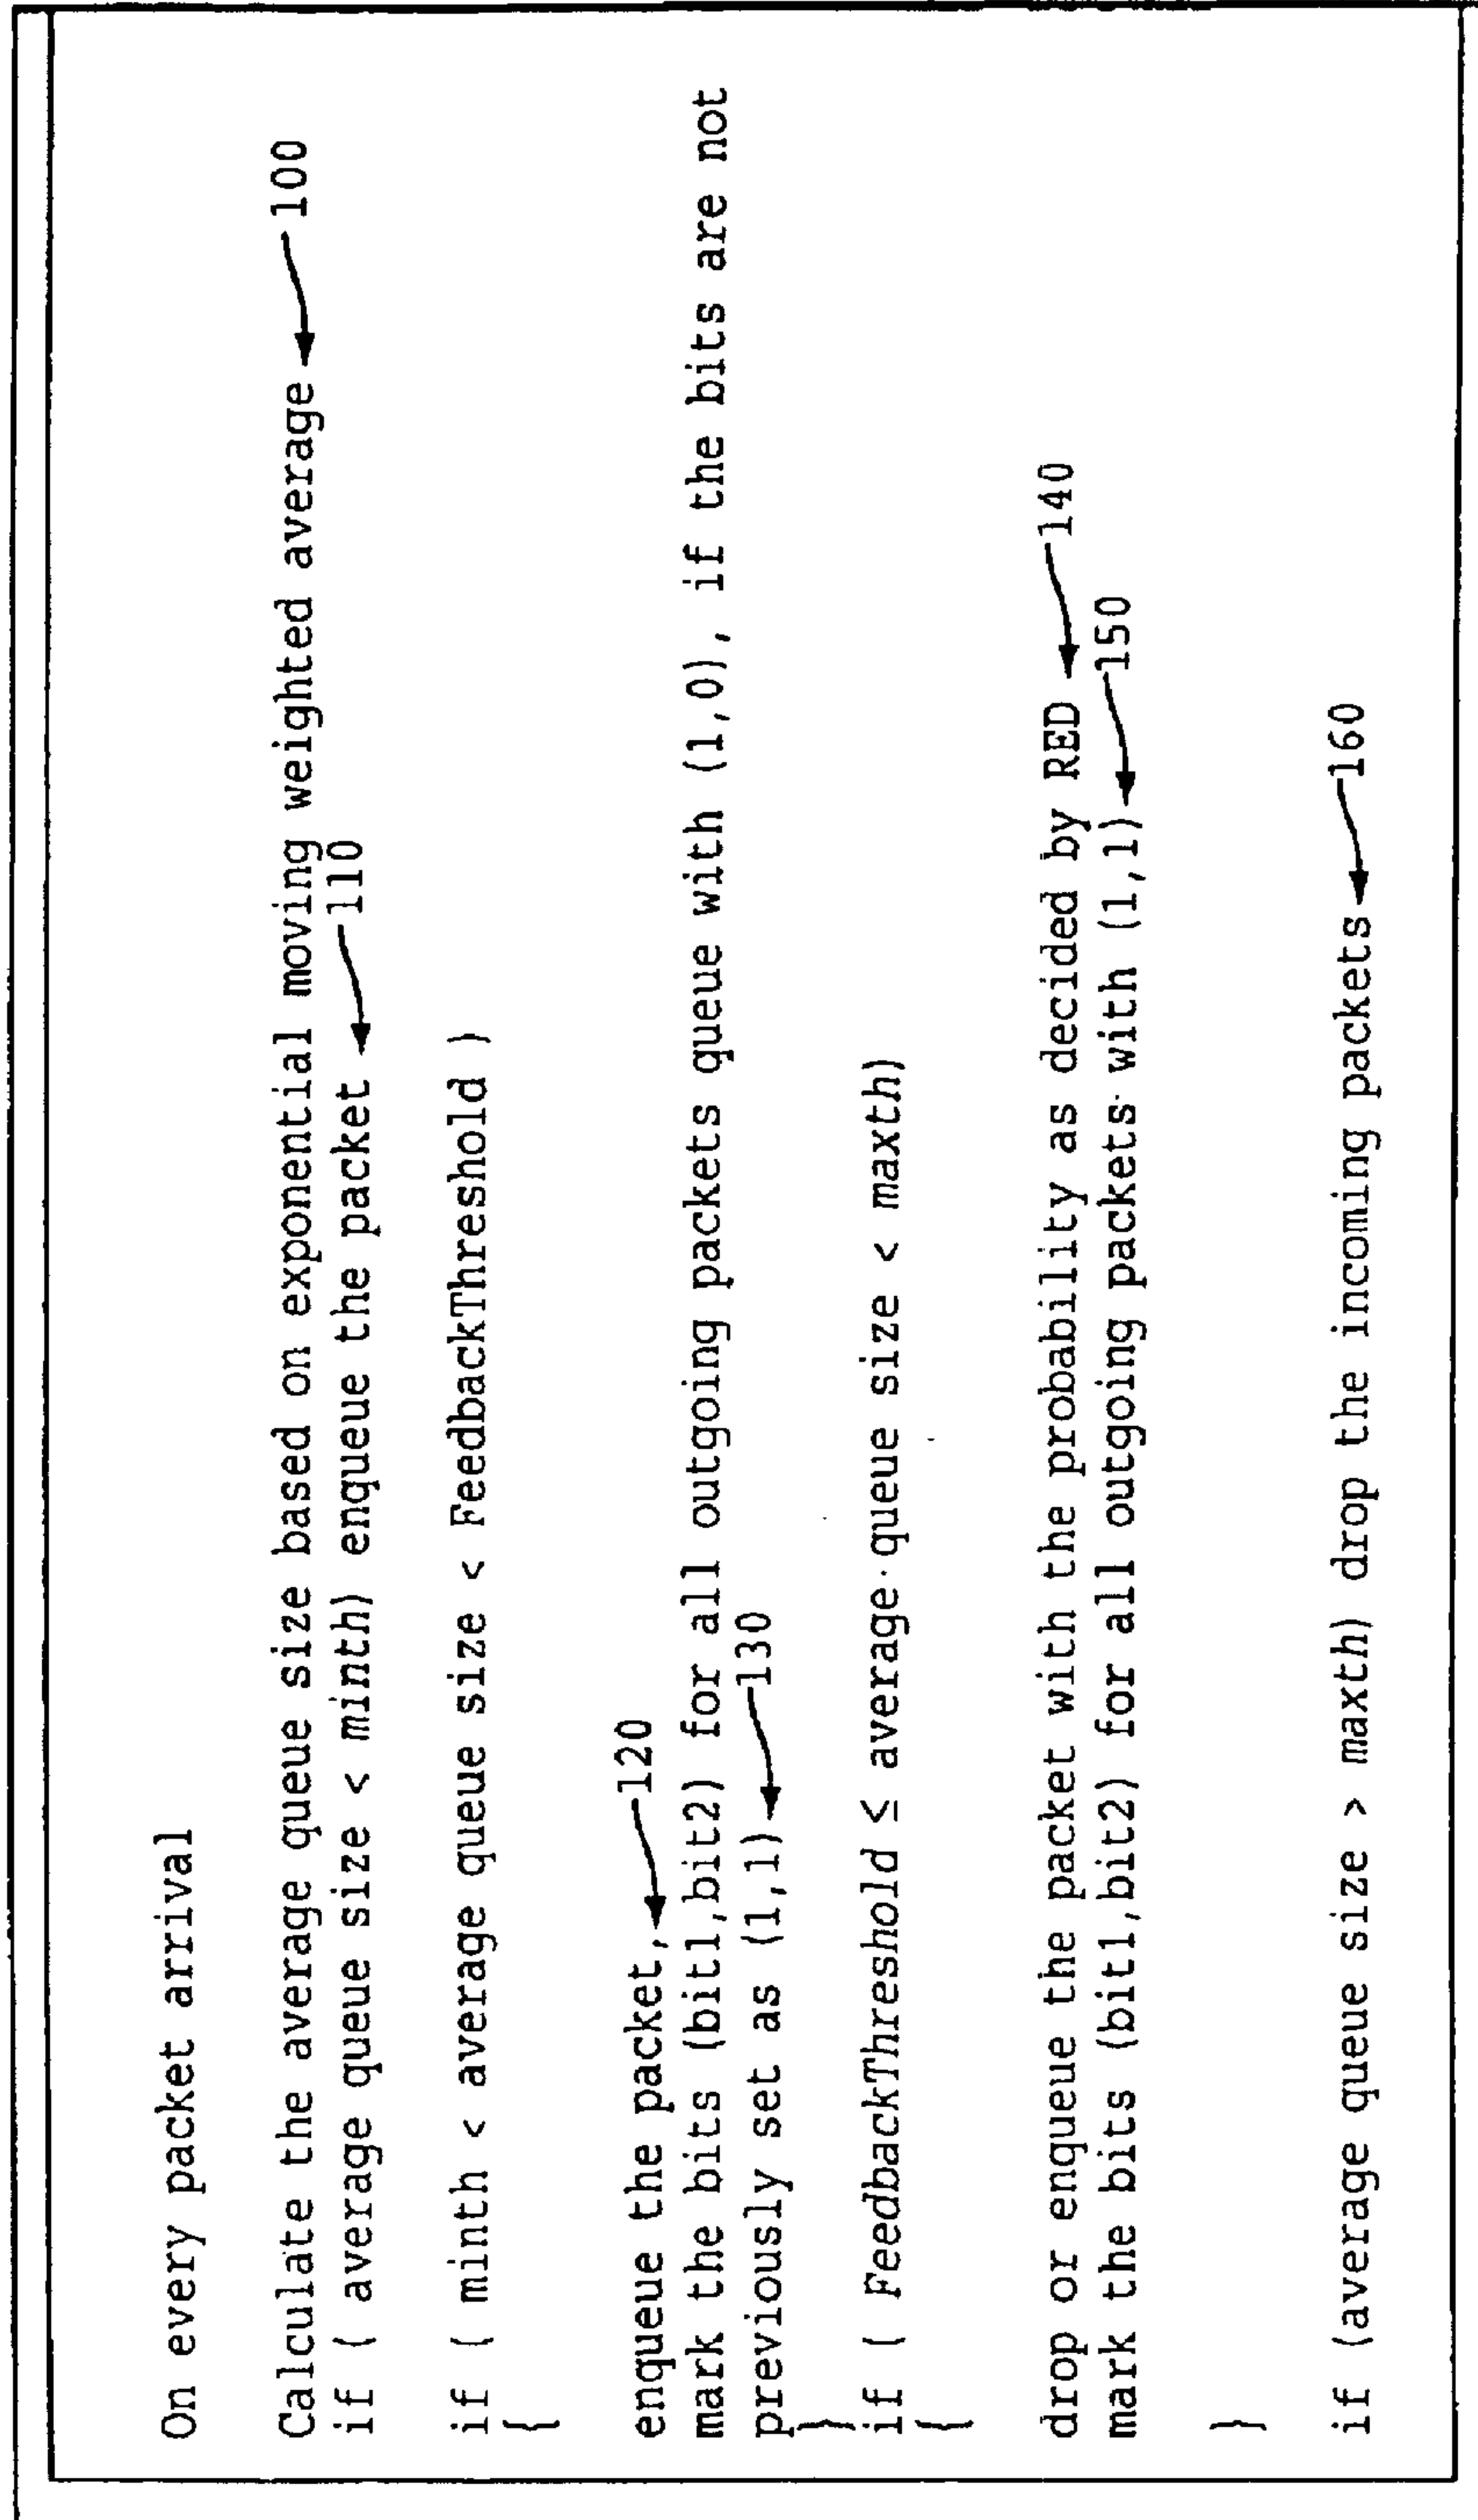 On every packet arrival
Calculate the average queue size based on exponential moving weighted average 100
if ( average queue size < minth) enqueue the packet 110
if ( minth < average queue size < FeedbackThreshold )
{
enqueue the packet, 120
mark the bits (bit1,bit2) for all outgoing packets queue with (1,0), if the bits are not
previously set as (1,1) 130
}
if ( FeedbackThreshold ≤ average queue size < maxth)
{
drop or enqueue the packet with the probability as decided by RED 140
mark the bits (bit1,bit2) for all outgoing packets with (1,1) 150
}
if (average queue size > maxth) drop the incoming packets 160